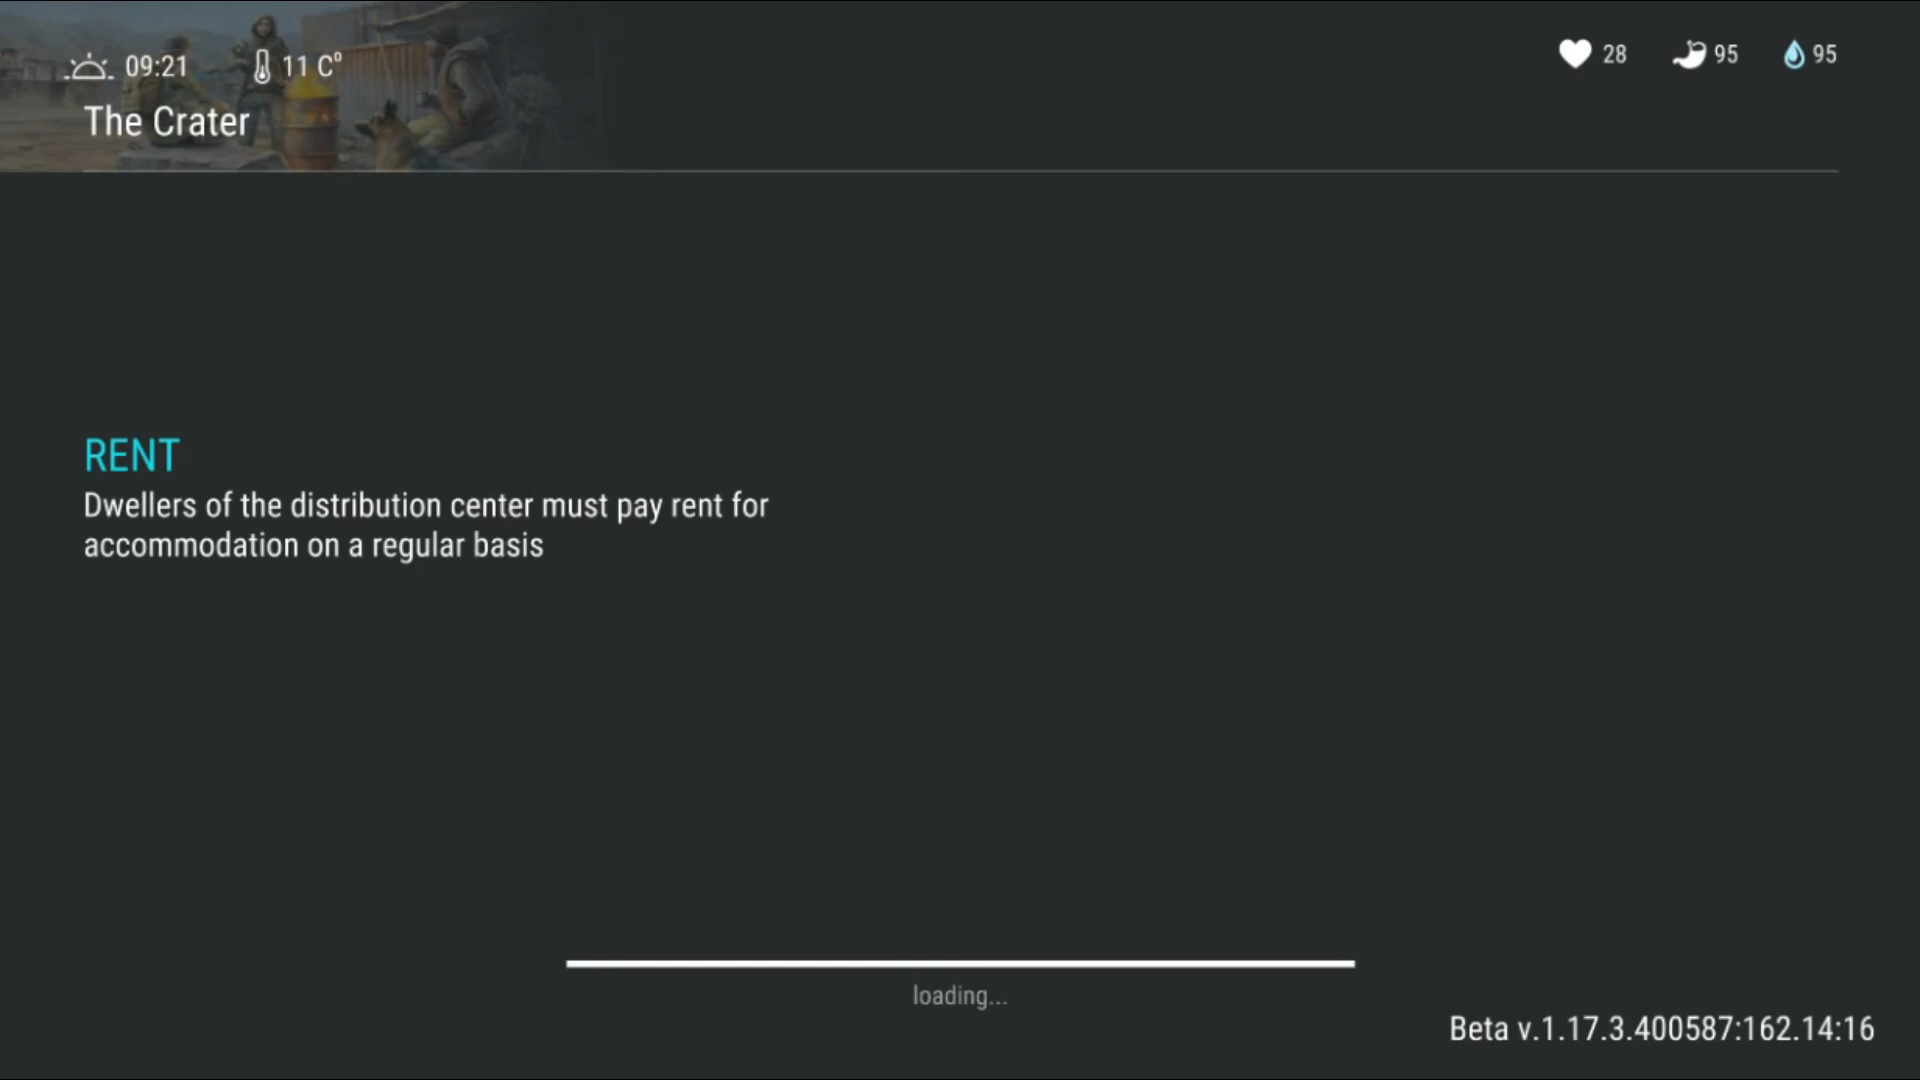 09:21 11 C° 28 95 95
The Crater
RENT
Dwellers of the distribution center must pay rent for
accommodation on a regular basis
loading...
Beta v.1.17.3.400587:162.14:16